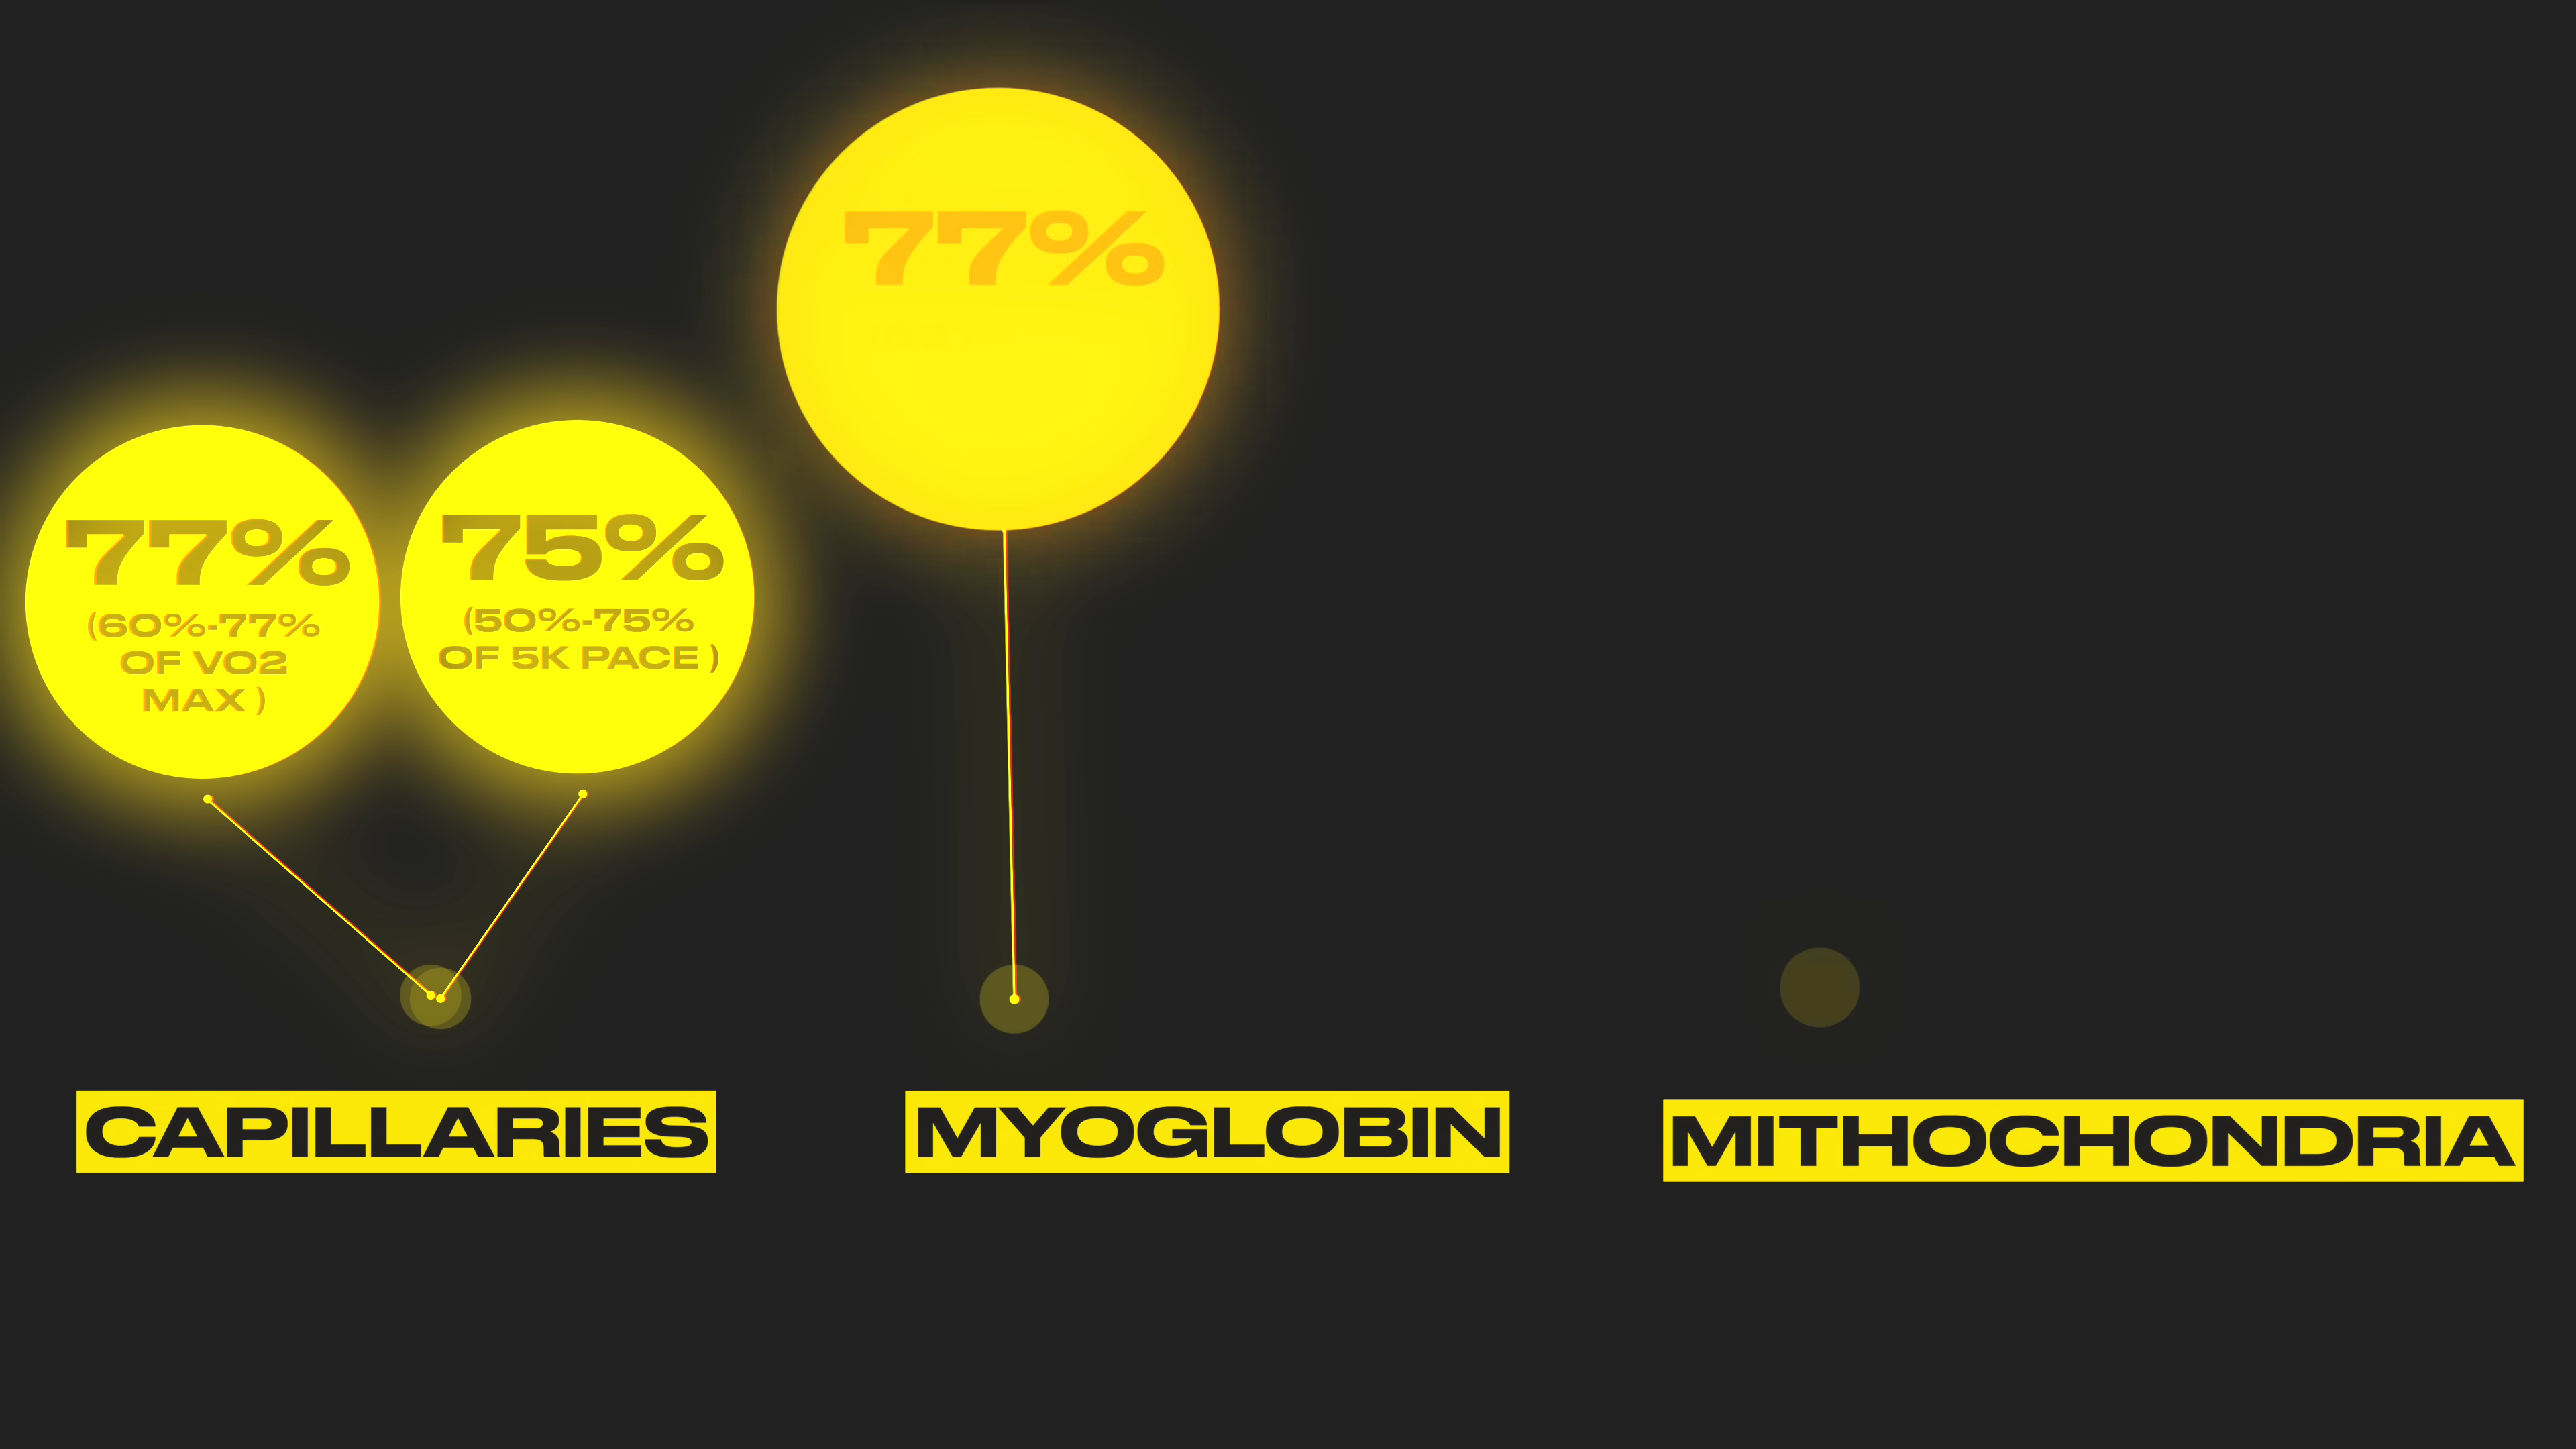 77%
77%
(60%-77%
OF VO2
MAX )
75%
(50%-75%
OF 5K PACE )
CAPILLARIES
MYOGLOBIN
MITHOCHONDRIA